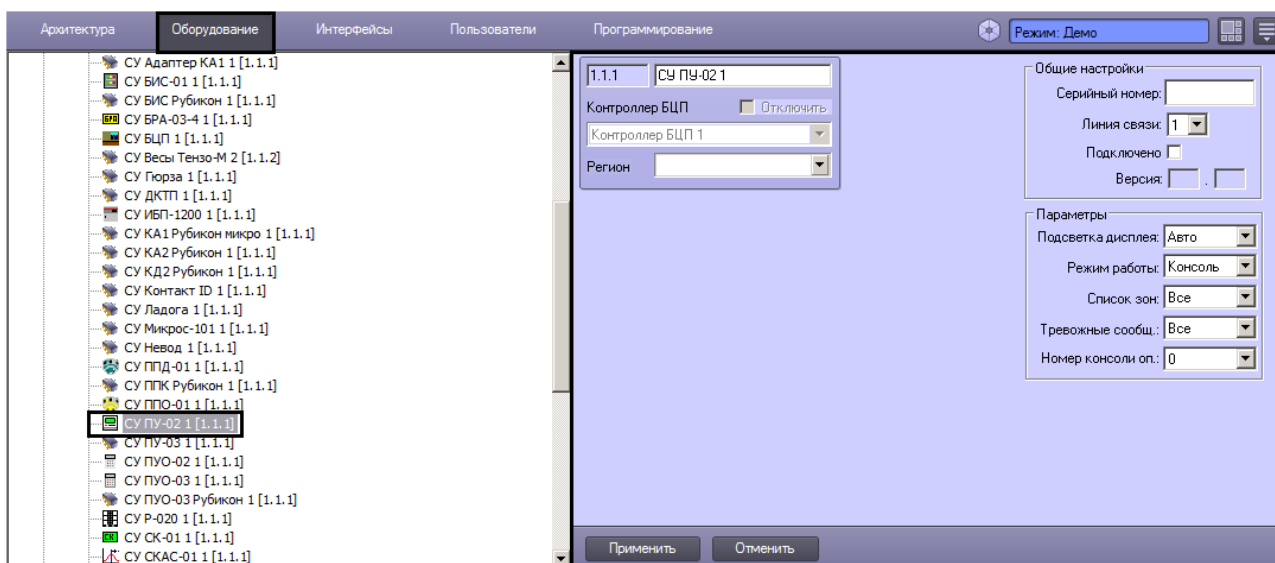 Архитектура Оборудование Интерфейсы Пользователи Программирование Режим: Демо
СУ Адаптер КА1 1 [1.1.1]
СУ БИС-01 1 [1.1.1]
СУ БИС Рубикон 1 [1.1.1]
БРА СУ БРА-03-4 1 [1.1.1]
СУ БЦП 1 [1.1.1]
СУ Весы Тензо-М 2 [1.1.2]
СУ Гюрза 1 [1.1.1]
СУ ДКТП 1 [1.1.1]
СУ ИБП-1200 1 [1.1.1]
СУ КА1 Рубикон микро 1 [1.1.1]
СУ КА2 Рубикон 1 [1.1.1]
СУ КД2 Рубикон 1 [1.1.1]
СУ Контакт ID 1 [1.1.1]
СУ Ладога 1 [1.1.1]
СУ Микрос-101 1 [1.1.1]
СУ Невод 1 [1.1.1]
СУ ППД-01 1 [1.1.1]
СУ ППК Рубикон 1 [1.1.1]
СУ ППО-01 1 [1.1.1]
СУ ПУ-02 1 [1.1.1]
СУ ПУ-03 1 [1.1.1]
СУ ПУО-02 1 [1.1.1]
СУ ПУО-03 1 [1.1.1]
СУ ПУО-03 Рубикон 1 [1.1.1]
СУ Р-020 1 [1.1.1]
СК СУ СК-01 1 [1.1.1]
СУ СКАС-01 1 [1.1.1]
1.1.1 СУ ПУ-02 1
Контроллер БЦП Отключить
Контроллер БЦП 1
Регион
Общие настройки
Серийный номер:
Линия связи: 1
Подключено
Версия: .
Параметры
Подсветка дисплея: Авто
Режим работы: Консоль
Список зон: Все
Тревожные сообщ.: Все
Номер консоли оп.: 0
Применить Отменить